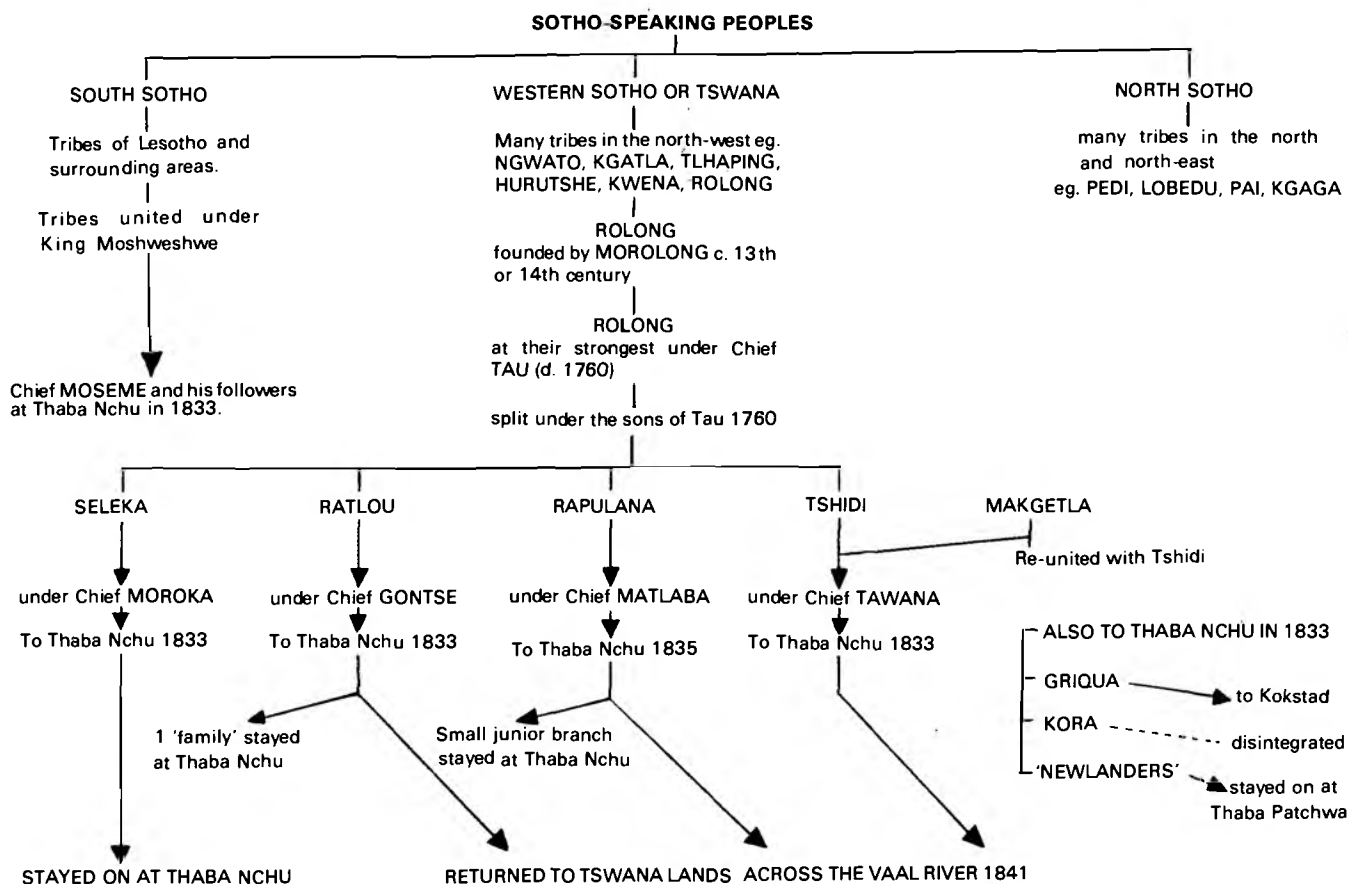 SOTHO-SPEAKING PEOPLES
SOUTH SOTHO
Tribes of Lesotho and
surrounding areas.
Tribes united under
King Moshweshwe
Chief MOSEME and his followers
at Thaba Nchu in 1833.
WESTERN SOTHO OR TSWANA
Many tribes in the north-west eg.
NGWATO, KGATLA, TLHAPING,
HURUTSHE, KWENA, ROLONG
ROLONG
founded by MOROLONG c. 13th
or 14th century
ROLONG
at their strongest under Chief
TAU (d. 1760)
split under the sons of Tau 1760
NORTH SOTHO
many tribes in the north
and north-east
eg. PEDI, LOBEDU, PAI, KGAGA
SELEKA
under Chief MOROKA
To Thaba Nchu 1833
STAYED ON AT THABA NCHU
RATLOU
under Chief GONTSE
To Thaba Nchu 1833
1 'family' stayed
at Thaba Nchu
RAPULANA
under Chief MATLABA
To Thaba Nchu 1835
Small junior branch
stayed at Thaba Nchu
TSHIDI
under Chief TAWANA
To Thaba Nchu 1833
MAKGETLA
Re-united with Tshidi
RETURNED TO TSWANA LANDS ACROSS THE VAAL RIVER 1841
ALSO TO THABA NCHU IN 1833
GRIQUA
to Kokstad
KORA
disintegrated
'NEWLANDERS'
stayed on at
Thaba Patchwa